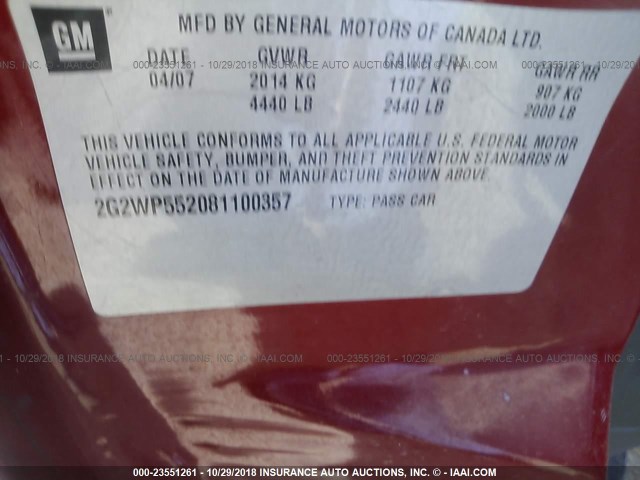 GM
MFD BY GENERAL MOTORS OF CANADA LTD.
DATE GVWR GAWR FRT GAWR RR
04/07 2014 KG 1107 KG 907 KG
4440 LB 2440 LB 2000 LB
THIS VEHICLE CONFORMS TO ALL APPLICABLE U.S. FEDERAL MOTOR
VEHICLE SAFETY, BUMPER, AND THEFT PREVENTION STANDARDS IN
EFFECT ON THE DATE OF MANUFACTURE SHOWN ABOVE.
2G2WP552081100357 TYPE: PASS CAR
000-23551261 - 10/29/2018 INSURANCE AUTO AUCTIONS, INC. - IAAI.COM